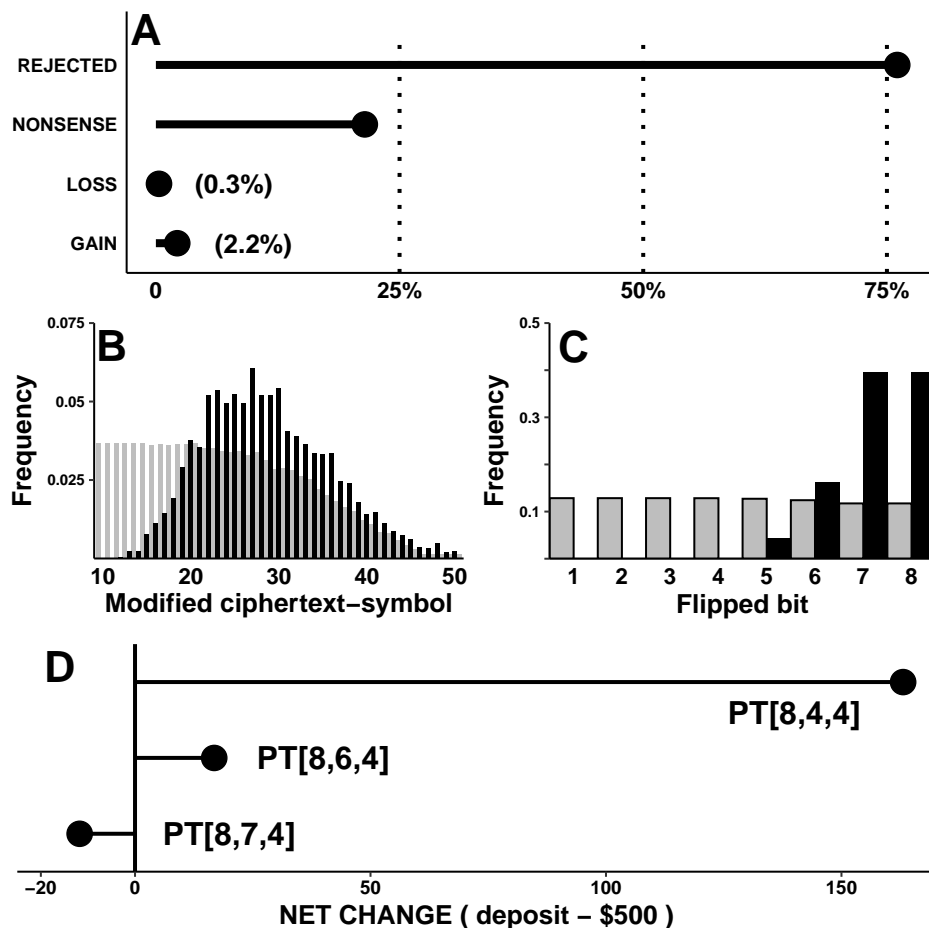 A
REJECTED
NONSENSE
LOSS (0.3%)
GAIN (2.2%)
0 25% 50% 75%
B
Frequency
0.075
0.05
0.025
10 20 30 40 50
Modified ciphertext−symbol
C
Frequency
0.5
0.3
0.1
1 2 3 4 5 6 7 8
Flipped bit
D
PT[8,4,4]
PT[8,6,4]
PT[8,7,4]
−20 0 50 100 150
NET CHANGE ( deposit − $500 )